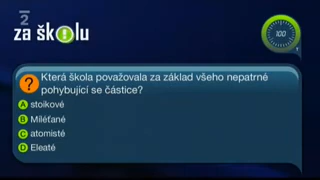 2
za školu
100
? Která škola považovala za základ všeho nepatrné
pohybující se částice?
A stoikové
B Miléťané
C atomisté
D Eleaté